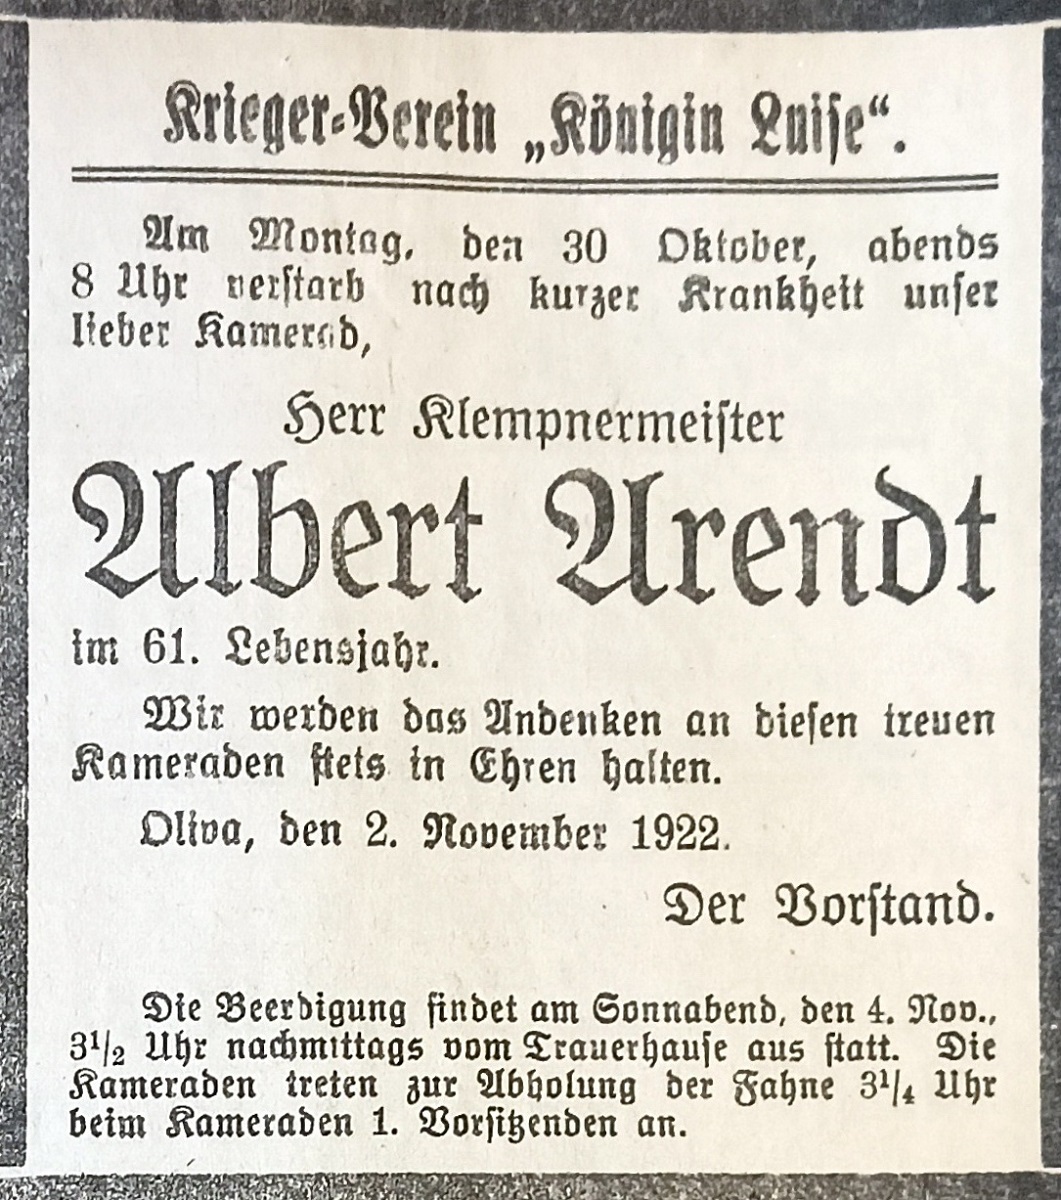 Krieger-Verein „Königin Luise“.
Am Montag, den 30 Oktober, abends
8 Uhr verstarb nach kurzer Krankheit unser
lieber Kamerad,
Herr Klempnermeister
Albert Arendt
im 61. Lebensjahr.
Wir werden das Andenken an diesen treuen
Kameraden stets in Ehren halten.
Oliva, den 2. November 1922.
Der Vorstand.
Die Beerdigung findet am Sonnabend, den 4. Nov.,
3½ Uhr nachmittags vom Trauerhause aus statt. Die
Kameraden treten zur Abholung der Fahne 3¼ Uhr
beim Kameraden 1. Vorsitzenden an.